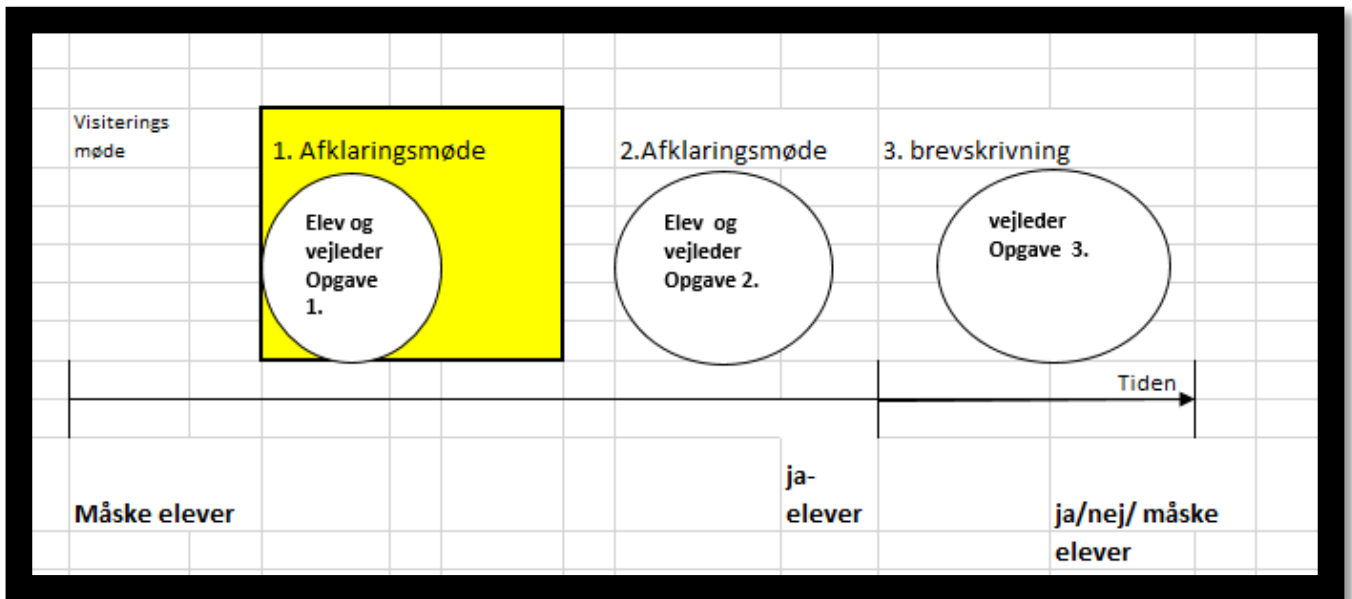 Visiterings
møde
1. Afklaringsmøde
2.Afklaringsmøde
3. brevskrivning
Elev og
vejleder
Opgave
1.
Elev  og
vejleder
Opgave 2.
vejleder
Opgave  3.
Tiden
Måske elever
ja-
elever
ja/nej/ måske
elever